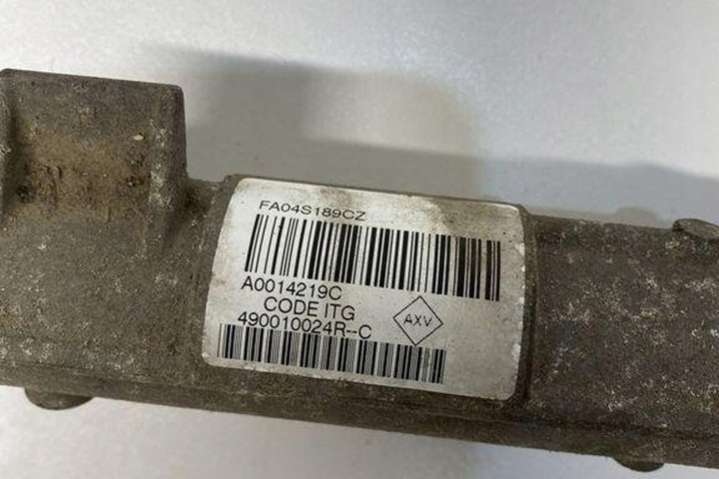 FA04S189CZ
A0014219C
CODE ITG
490010024R--C
AXV